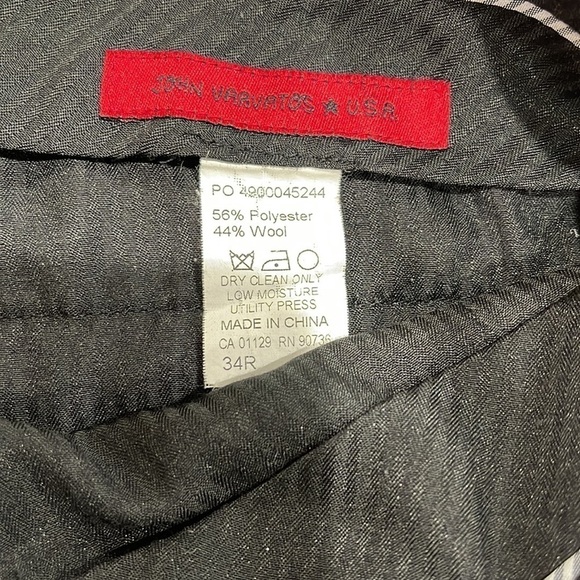 JOHN VARVATOS ★ U.S.A.
PO 4900045244
56% Polyester
44% Wool
DRY CLEAN ONLY
LOW MOISTURE
UTILITY PRESS
MADE IN CHINA
CA 01129 RN 90736
34R